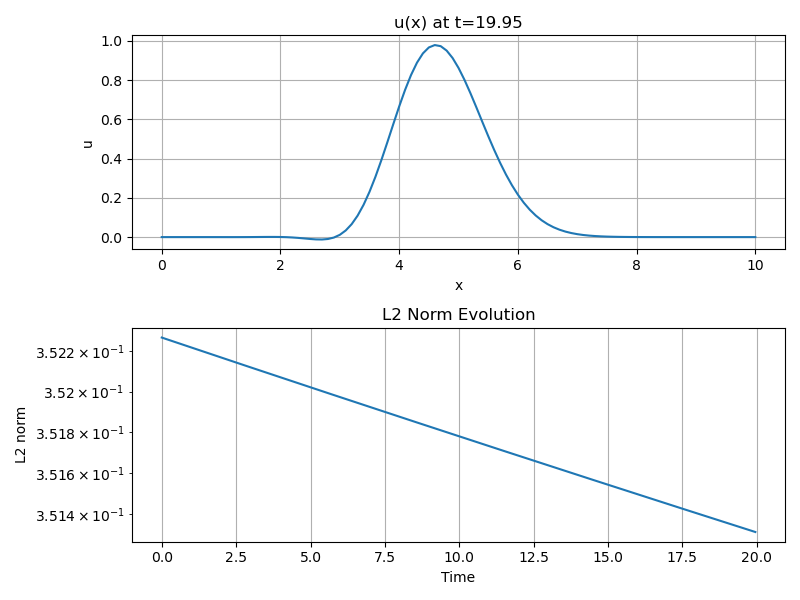 u(x) at t=19.95
1.0
0.8
0.6
0.4
0.2
0.0
u
0 2 4 6 8 10
x
L2 Norm Evolution
3.522 × 10⁻¹
3.52 × 10⁻¹
3.518 × 10⁻¹
3.516 × 10⁻¹
3.514 × 10⁻¹
L2 norm
0.0 2.5 5.0 7.5 10.0 12.5 15.0 17.5 20.0
Time